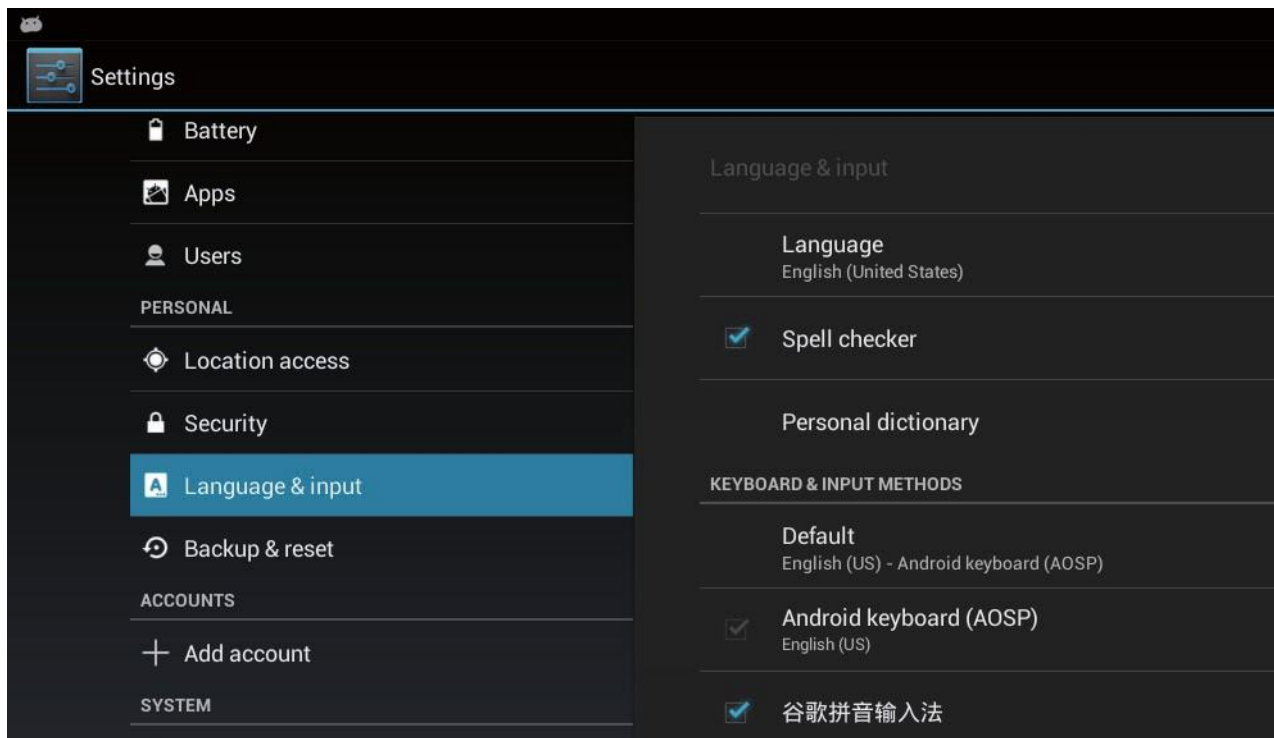 Settings
Battery
Apps
Users
PERSONAL
Location access
Security
Language & input
Backup & reset
ACCOUNTS
Add account
SYSTEM
Language & input
Language
English (United States)
Spell checker
Personal dictionary
KEYBOARD & INPUT METHODS
Default
English (US) - Android keyboard (AOSP)
Android keyboard (AOSP)
English (US)
谷歌拼音输入法